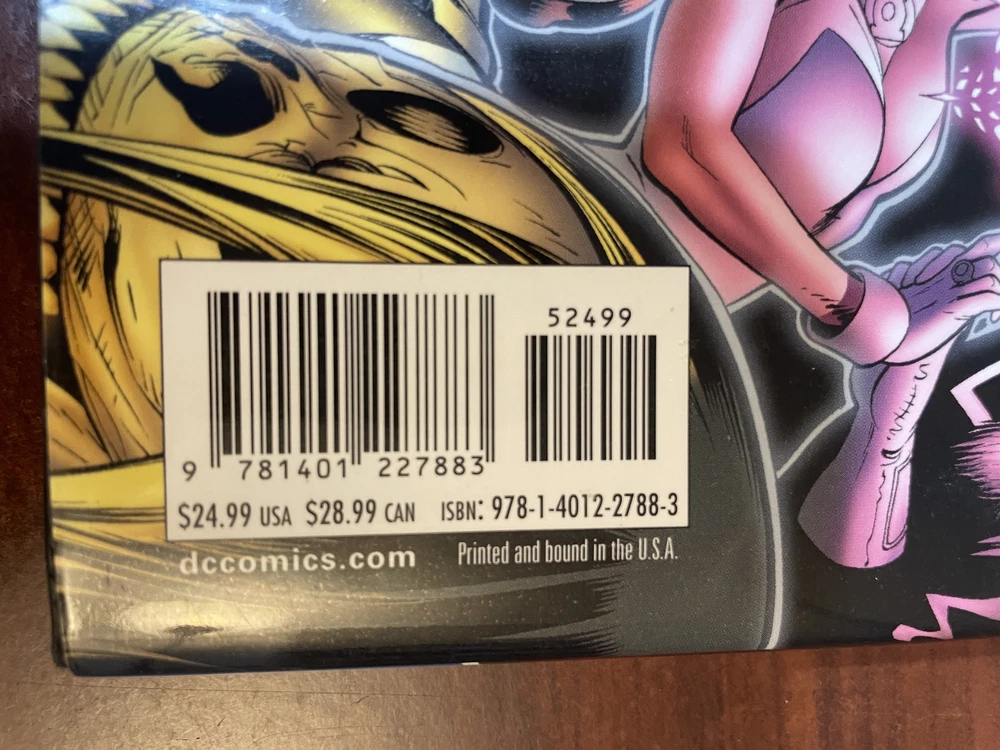 52499
9 781401 227883
$24.99 USA $28.99 CAN ISBN: 978-1-4012-2788-3
dccomics.com Printed and bound in the U.S.A.